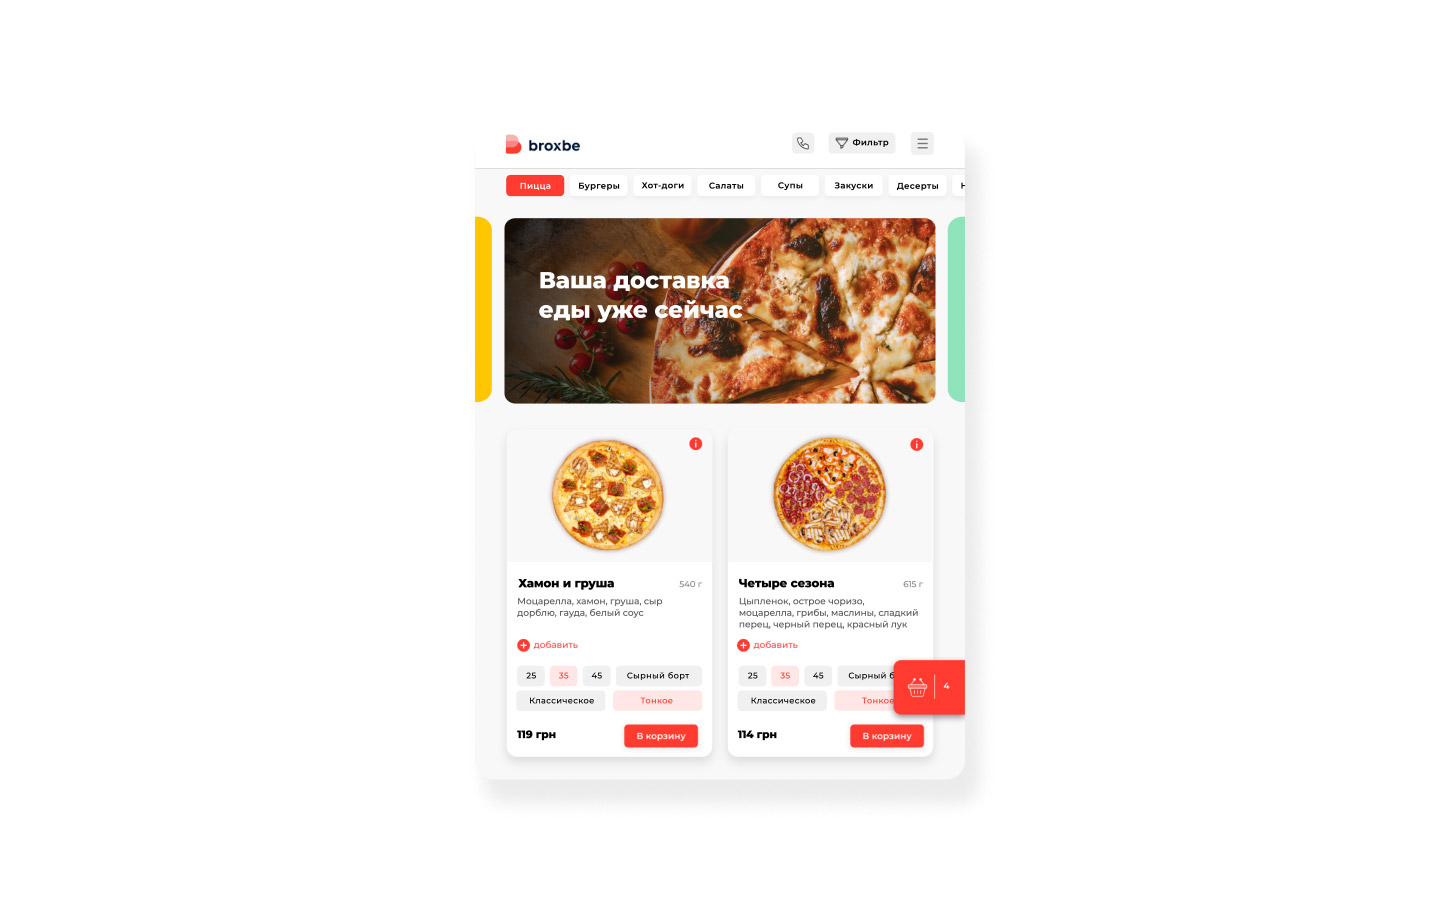 broxbe
Фильтр
Пицца Бургеры Хот-доги Салаты Супы Закуски Десерты
Ваша доставка
еды уже сейчас
Хамон и груша 540 г
Моцарелла, хамон, груша, сыр
дорблю, гауда, белый соус
добавить
25 35 45 Сырный борт
Классическое Тонкое
119 грн В корзину
Четыре сезона 615 г
Цыпленок, острое чоризо,
моцарелла, грибы, маслины, сладкий
перец, черный перец, красный лук
добавить
25 35 45 Сырный
Классическое Тонкое
4
114 грн В корзину